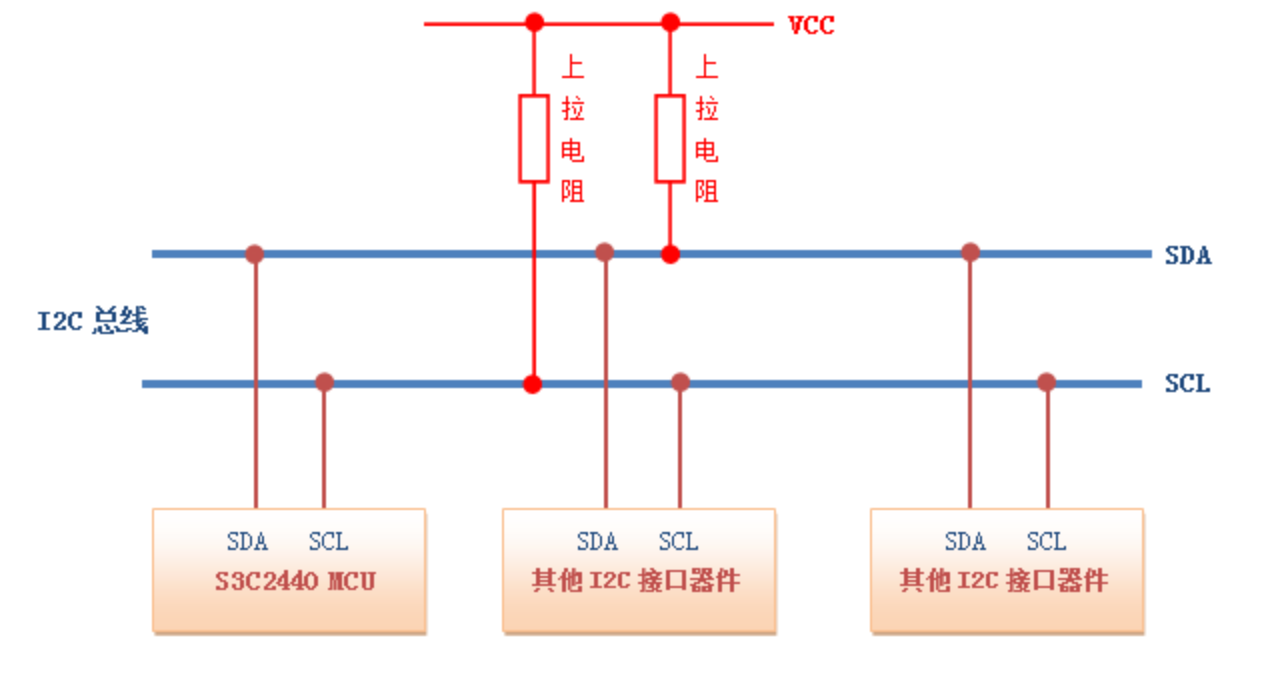 VCC
上拉电阻
上拉电阻
SDA
I2C 总线
SCL
SDA SCL
S3C2440 MCU
SDA SCL
其他 I2C 接口器件
SDA SCL
其他 I2C 接口器件